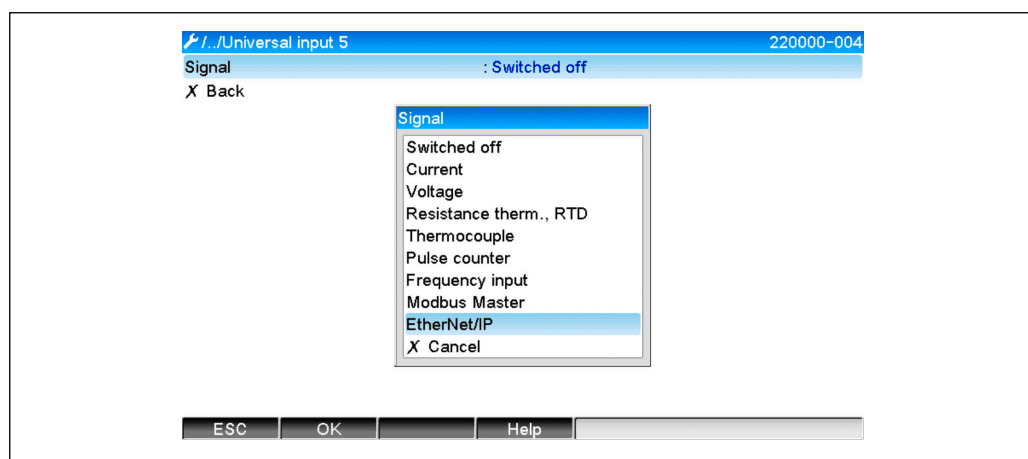 /../Universal input 5 220000-004
Signal : Switched off
X Back
Signal
Switched off
Current
Voltage
Resistance therm., RTD
Thermocouple
Pulse counter
Frequency input
Modbus Master
EtherNet/IP
X Cancel
ESC OK Help